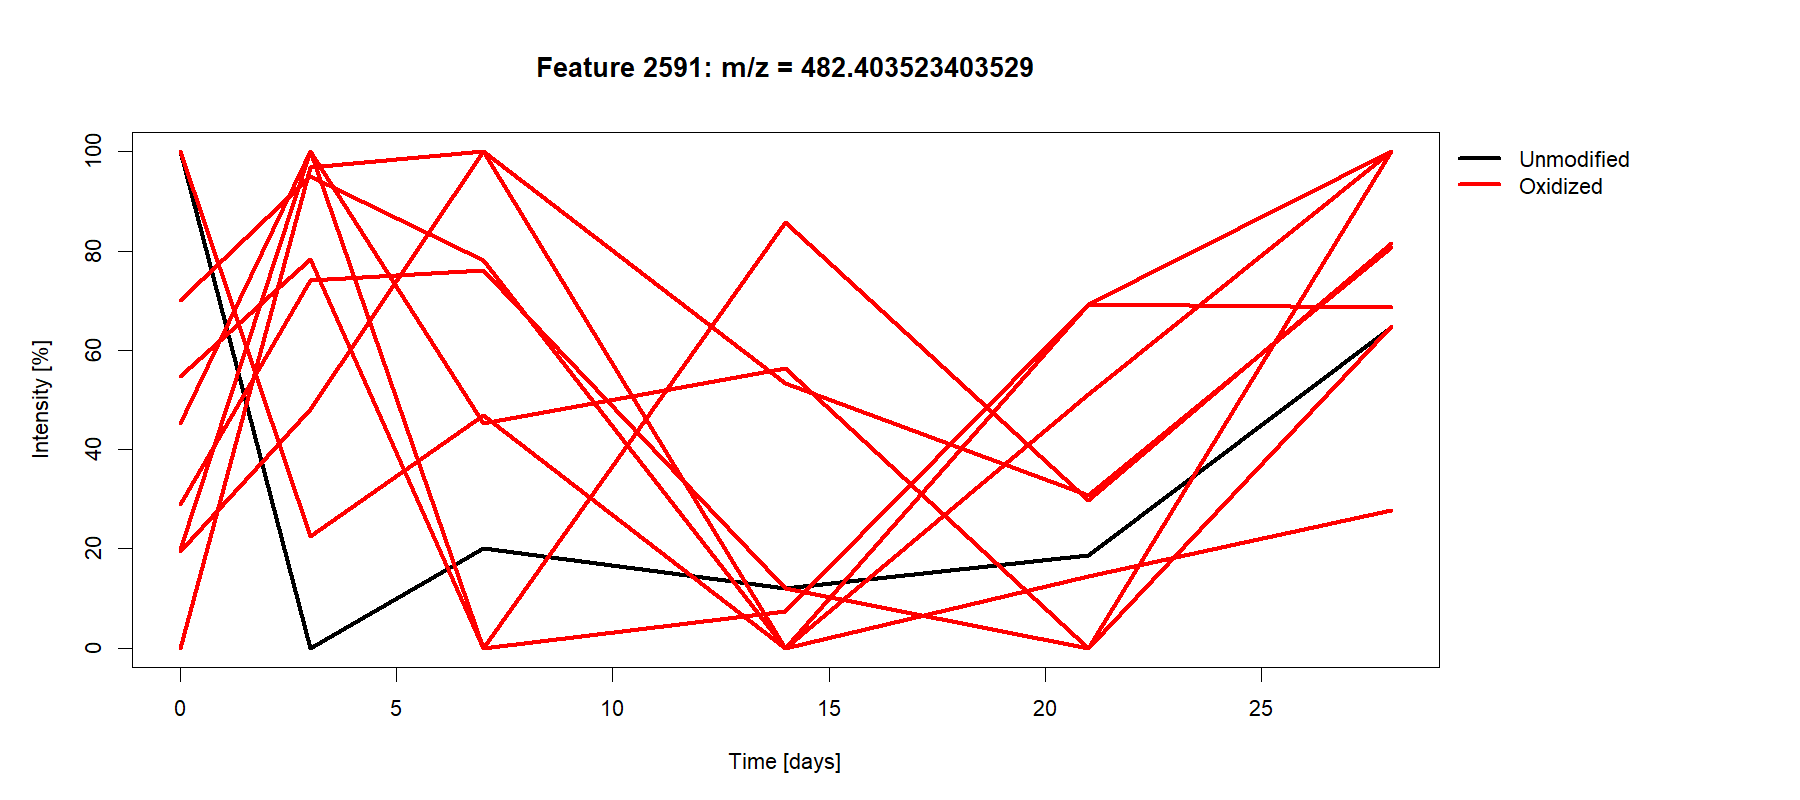 Feature 2591: m/z = 482.403523403529
Unmodified
Oxidized
Intensity [%]
100
80
60
40
20
0
0 5 10 15 20 25
Time [days]